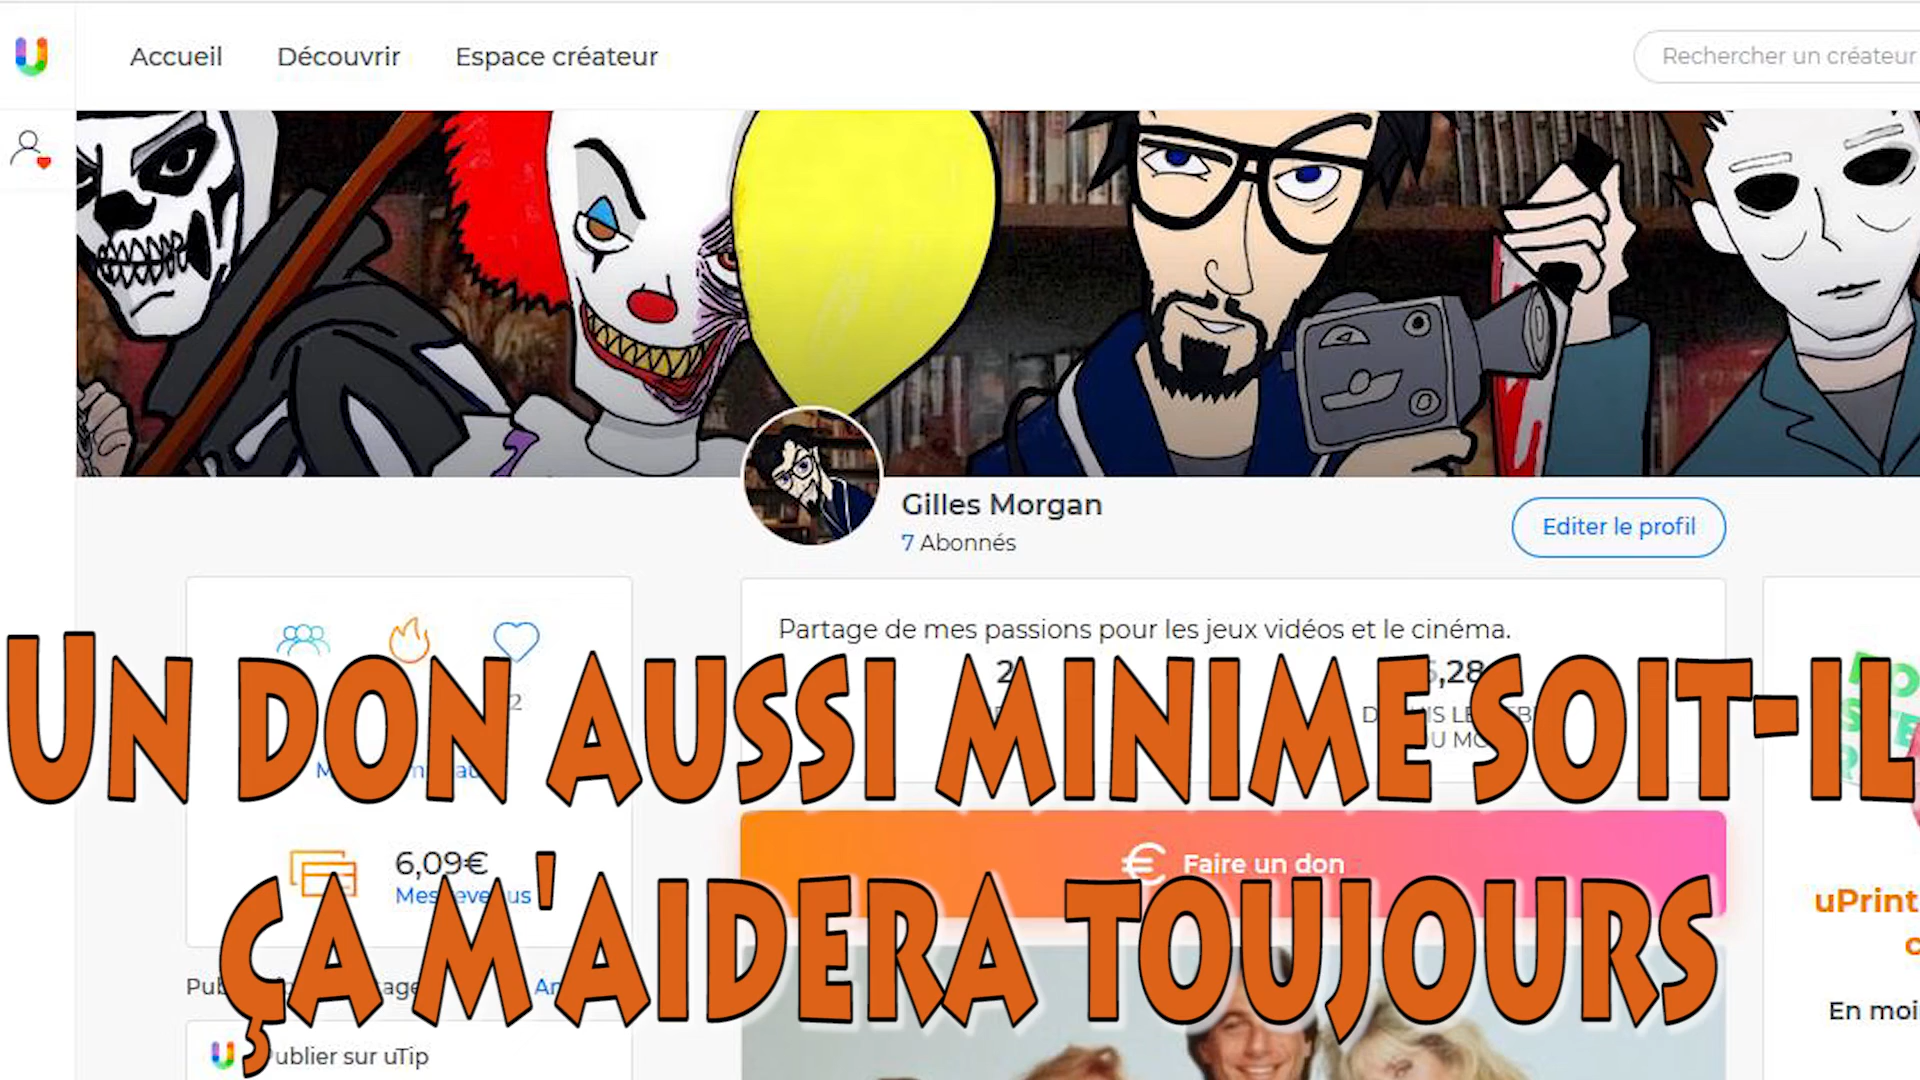 Accueil Découvrir Espace créateur Rechercher un créateur
Gilles Morgan
7 Abonnés
Editer le profil
Partage de mes passions pour les jeux vidéos et le cinéma.
UN DON AUSSI MINIME SOIT-IL
6,09€
Faire un don
ÇA M'AIDERA TOUJOURS
uPrint
En moi
Publier sur uTip